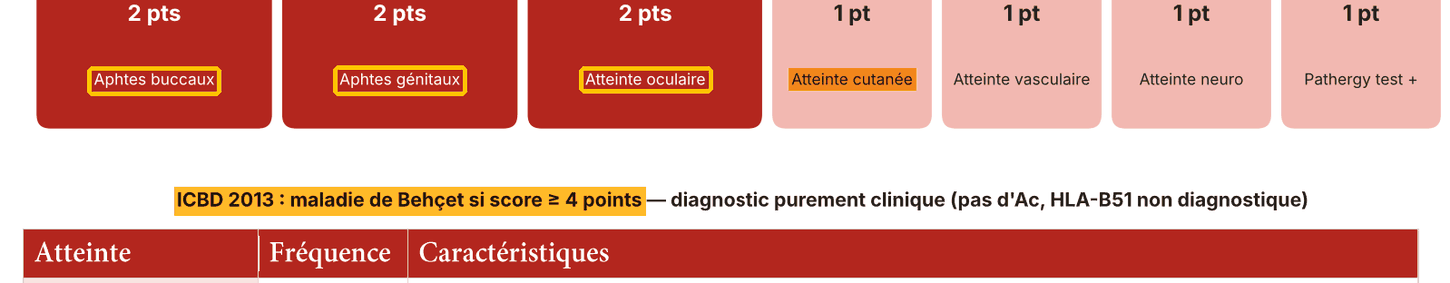 2 pts 2 pts 2 pts 1 pt 1 pt 1 pt 1 pt
Aphtes buccaux Aphtes génitaux Atteinte oculaire Atteinte cutanée Atteinte vasculaire Atteinte neuro Pathergy test +
ICBD 2013 : maladie de Behçet si score ≥ 4 points — diagnostic purement clinique (pas d'Ac, HLA-B51 non diagnostique)
Atteinte Fréquence Caractéristiques